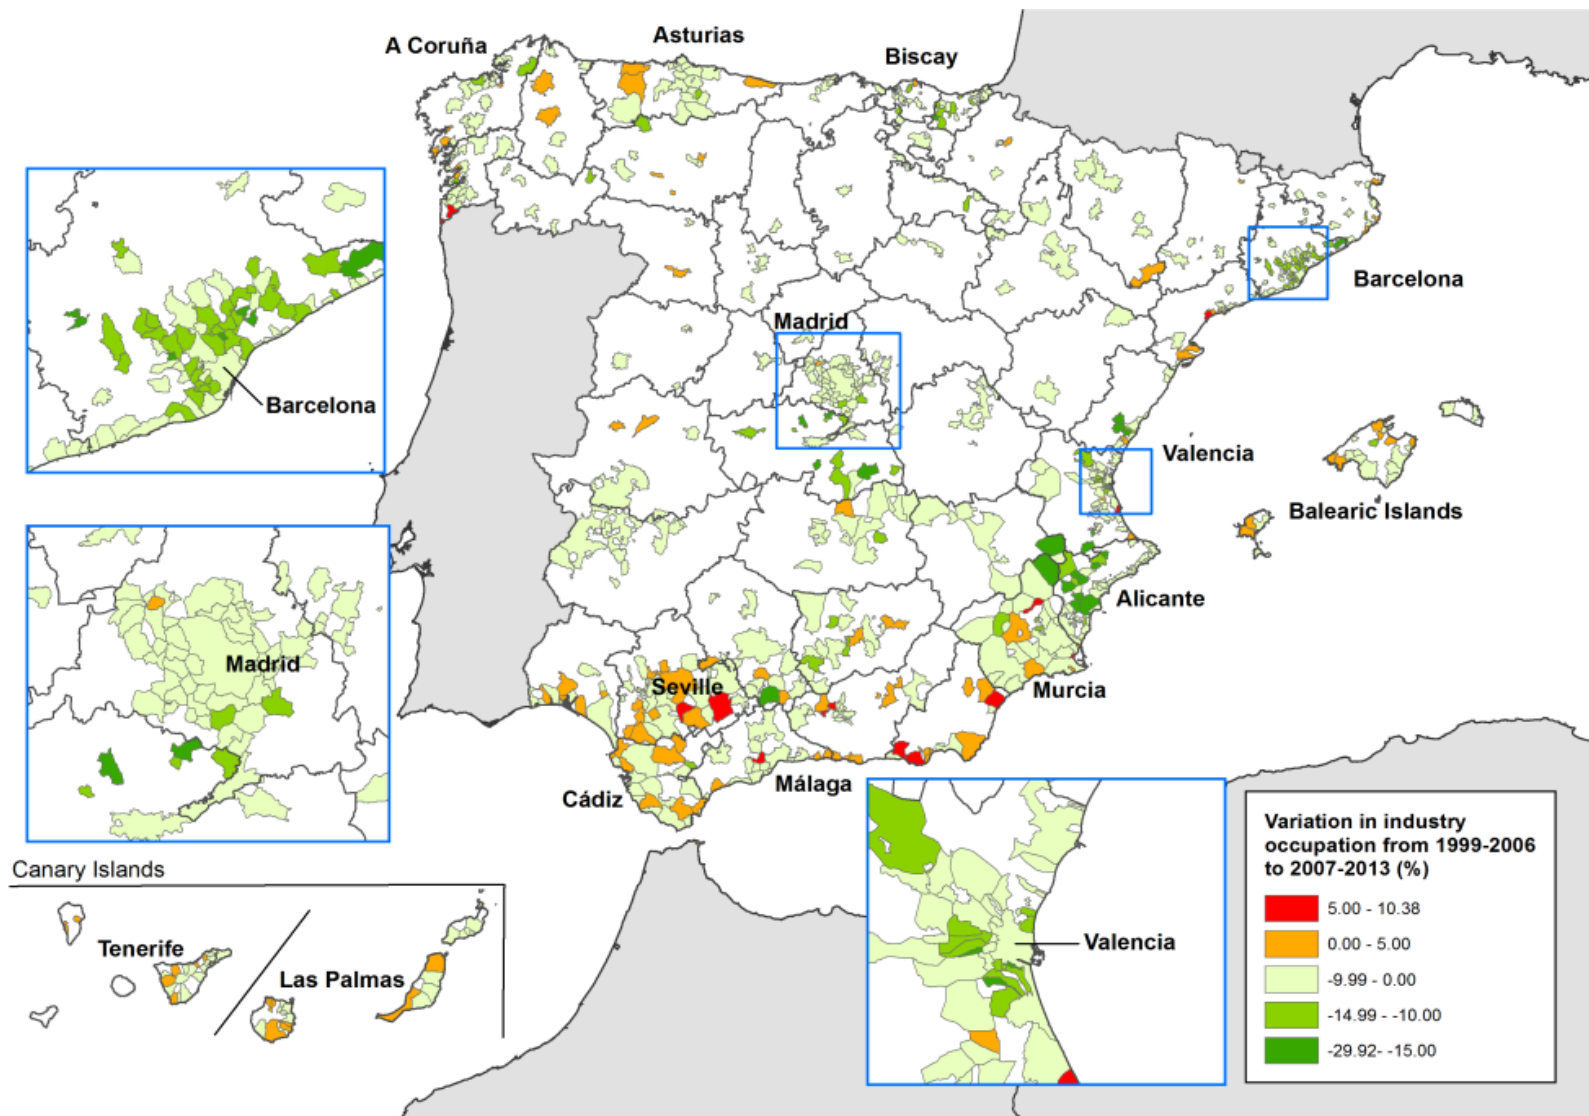 A Coruña
Asturias
Biscay
Barcelona
Madrid
Barcelona
Valencia
Balearic Islands
Alicante
Madrid
Seville
Murcia
Cádiz
Málaga
Canary Islands
Tenerife
Las Palmas
Valencia
Variation in industry
occupation from 1999-2006
to 2007-2013 (%)
5.00 - 10.38
0.00 - 5.00
-9.99 - 0.00
-14.99 - -10.00
-29.92- -15.00